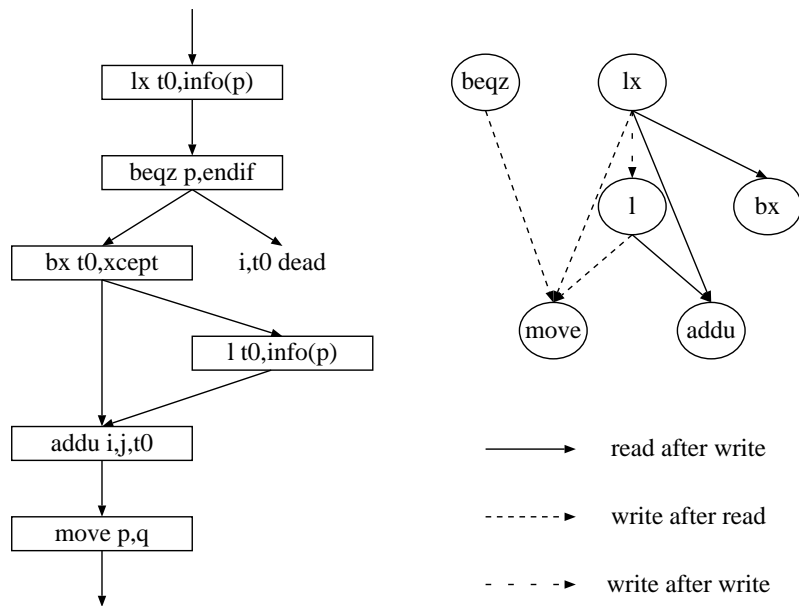 lx t0,info(p)
beqz p,endif
bx t0,xcept
i,t0 dead
l t0,info(p)
addu i,j,t0
move p,q
beqz
lx
l
bx
move
addu
read after write
write after read
write after write